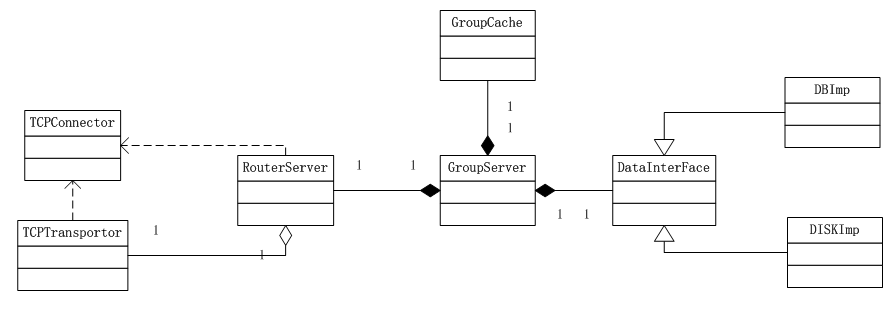 GroupCache
DBImp
1
TCPConnector
1
RouterServer
1
1
GroupServer
DataInterFace
1
1
TCPTransportor
1
DISKImp
1